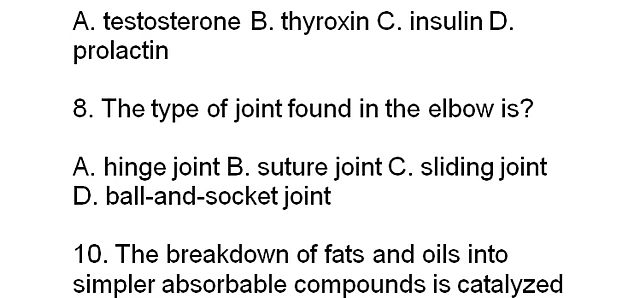 A. testosterone B. thyroxin C. insulin D.
prolactin
8. The type of joint found in the elbow is?
A. hinge joint B. suture joint C. sliding joint
D. ball-and-socket joint
10. The breakdown of fats and oils into
simpler absorbable compounds is catalyzed